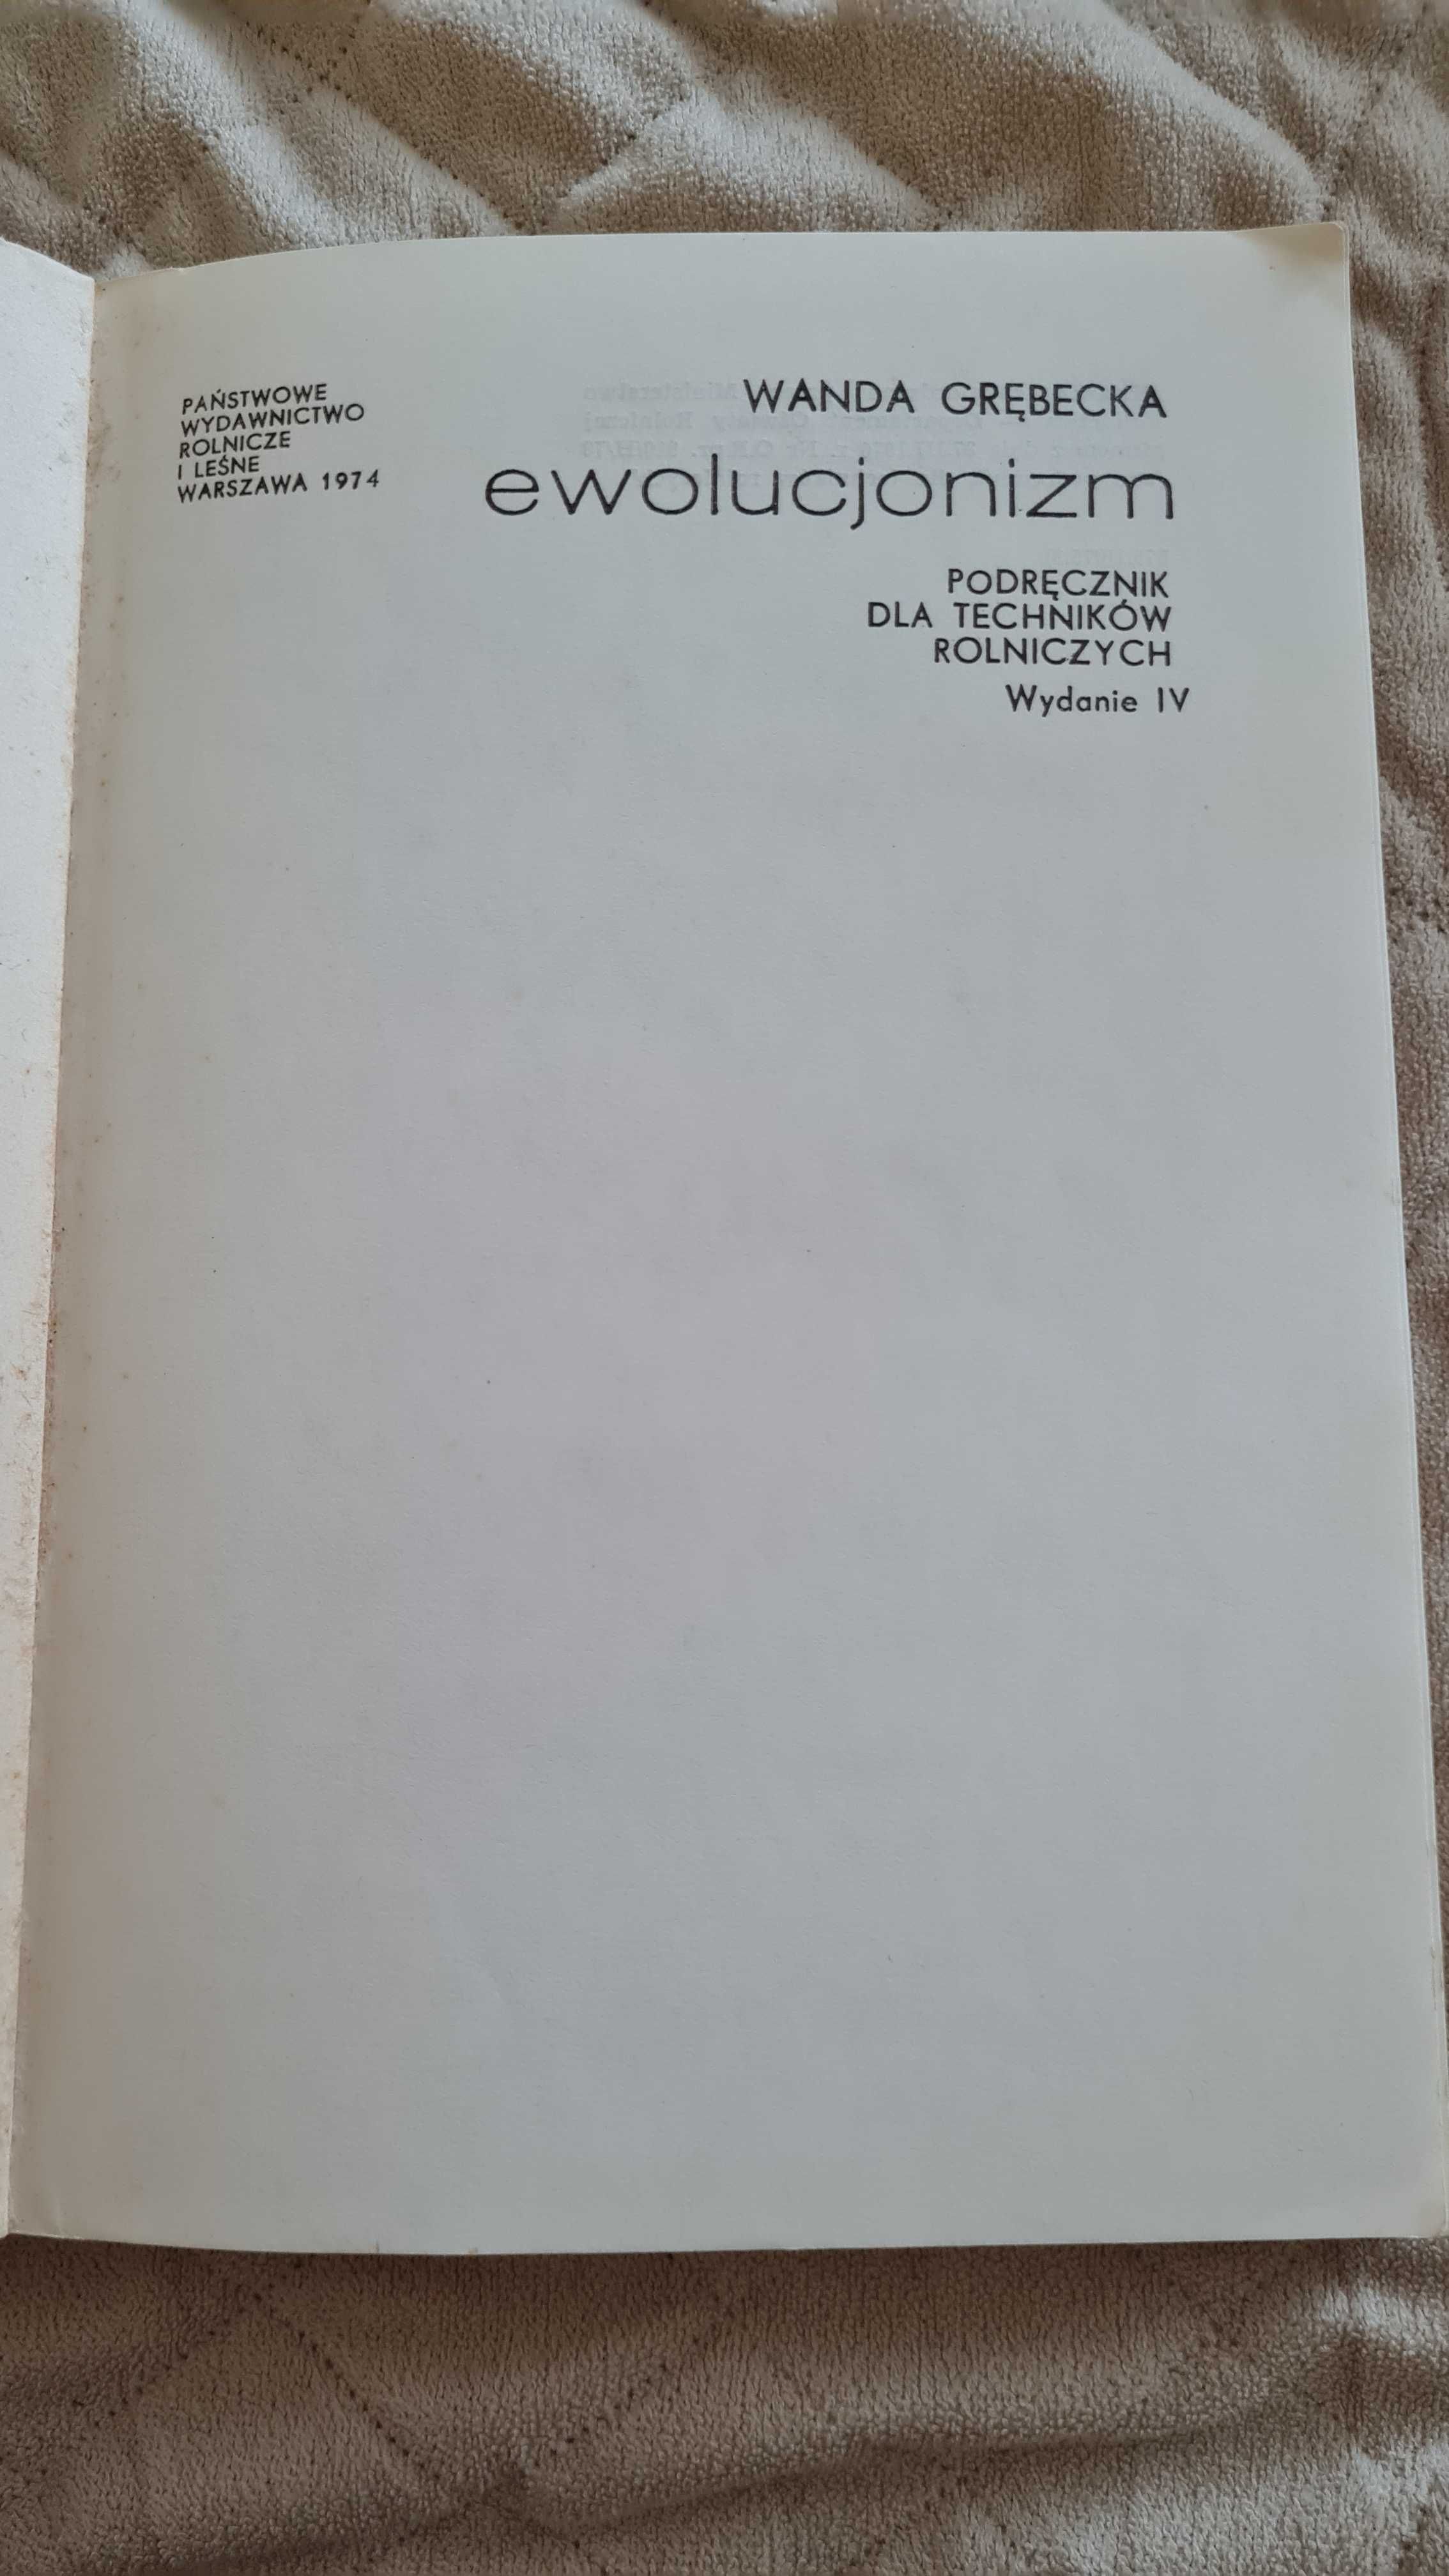 PAŃSTWOWE
WYDAWNICTWO
ROLNICZE
I LEŚNE
WARSZAWA 1974
WANDA GRĘBECKA
ewolucjonizm
PODRĘCZNIK
DLA TECHNIKÓW
ROLNICZYCH
Wydanie IV